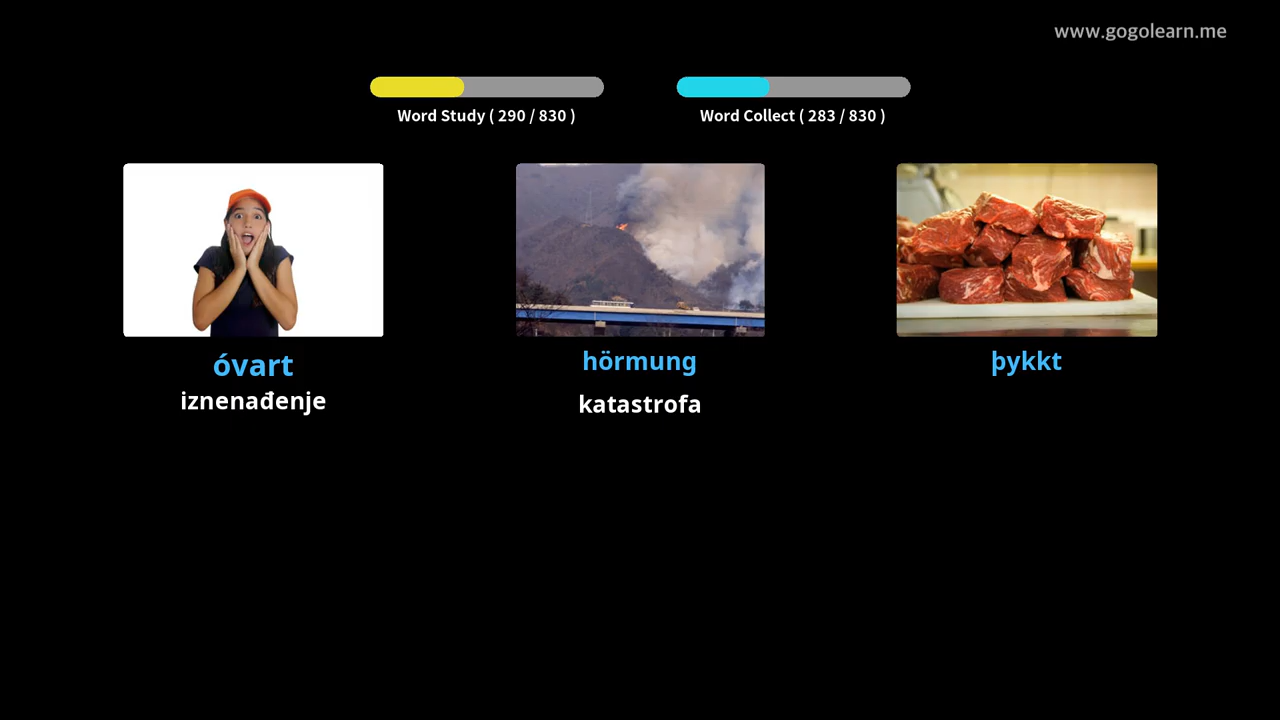 www.gogolearn.me
Word Study ( 290 / 830 )
Word Collect ( 283 / 830 )
óvart
iznenađenje
hörmung
katastrofa
þykkt